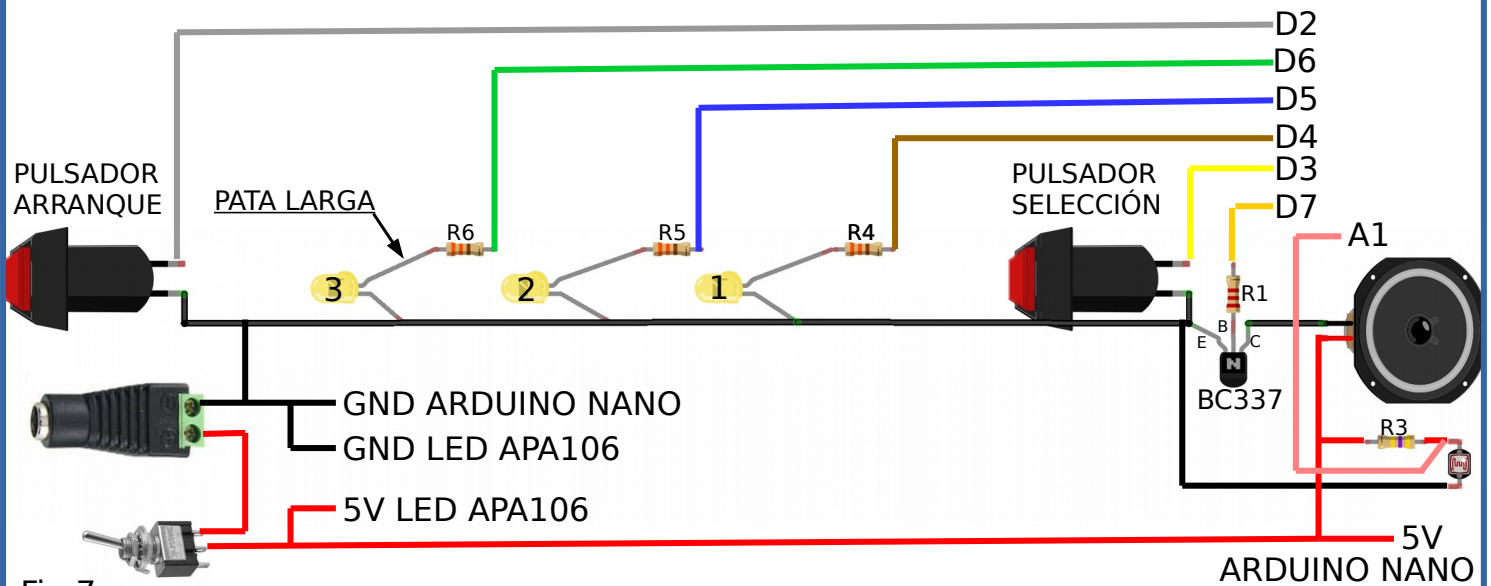 D2
D6
D5
D4
D3
D7
A1
PULSADOR
ARRANQUE
PATA LARGA
R6
R5
R4
PULSADOR
SELECCIÓN
3
2
1
R1
B
E
C
N
BC337
R3
GND ARDUINO NANO
GND LED APA106
5V LED APA106
5V
ARDUINO NANO